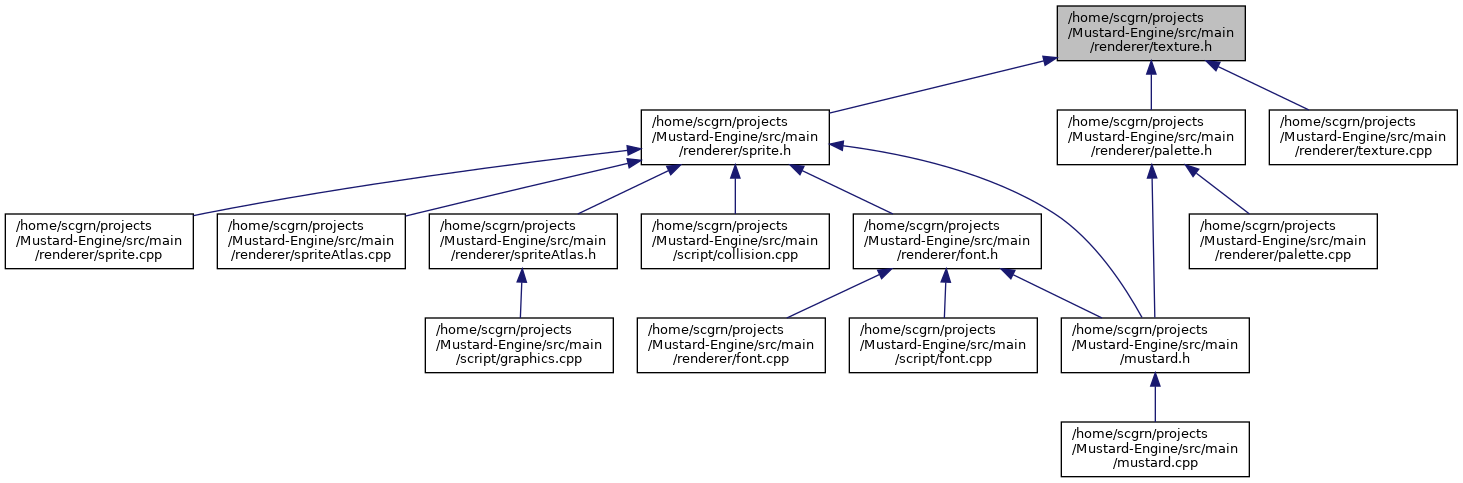 /home/scgrn/projects
/Mustard-Engine/src/main
/renderer/texture.h
/home/scgrn/projects
/Mustard-Engine/src/main
/renderer/sprite.h
/home/scgrn/projects
/Mustard-Engine/src/main
/renderer/palette.h
/home/scgrn/projects
/Mustard-Engine/src/main
/renderer/texture.cpp
/home/scgrn/projects
/Mustard-Engine/src/main
/renderer/sprite.cpp
/home/scgrn/projects
/Mustard-Engine/src/main
/renderer/spriteAtlas.cpp
/home/scgrn/projects
/Mustard-Engine/src/main
/renderer/spriteAtlas.h
/home/scgrn/projects
/Mustard-Engine/src/main
/script/collision.cpp
/home/scgrn/projects
/Mustard-Engine/src/main
/renderer/font.h
/home/scgrn/projects
/Mustard-Engine/src/main
/renderer/palette.cpp
/home/scgrn/projects
/Mustard-Engine/src/main
/script/graphics.cpp
/home/scgrn/projects
/Mustard-Engine/src/main
/renderer/font.cpp
/home/scgrn/projects
/Mustard-Engine/src/main
/script/font.cpp
/home/scgrn/projects
/Mustard-Engine/src/main
/mustard.h
/home/scgrn/projects
/Mustard-Engine/src/main
/mustard.cpp